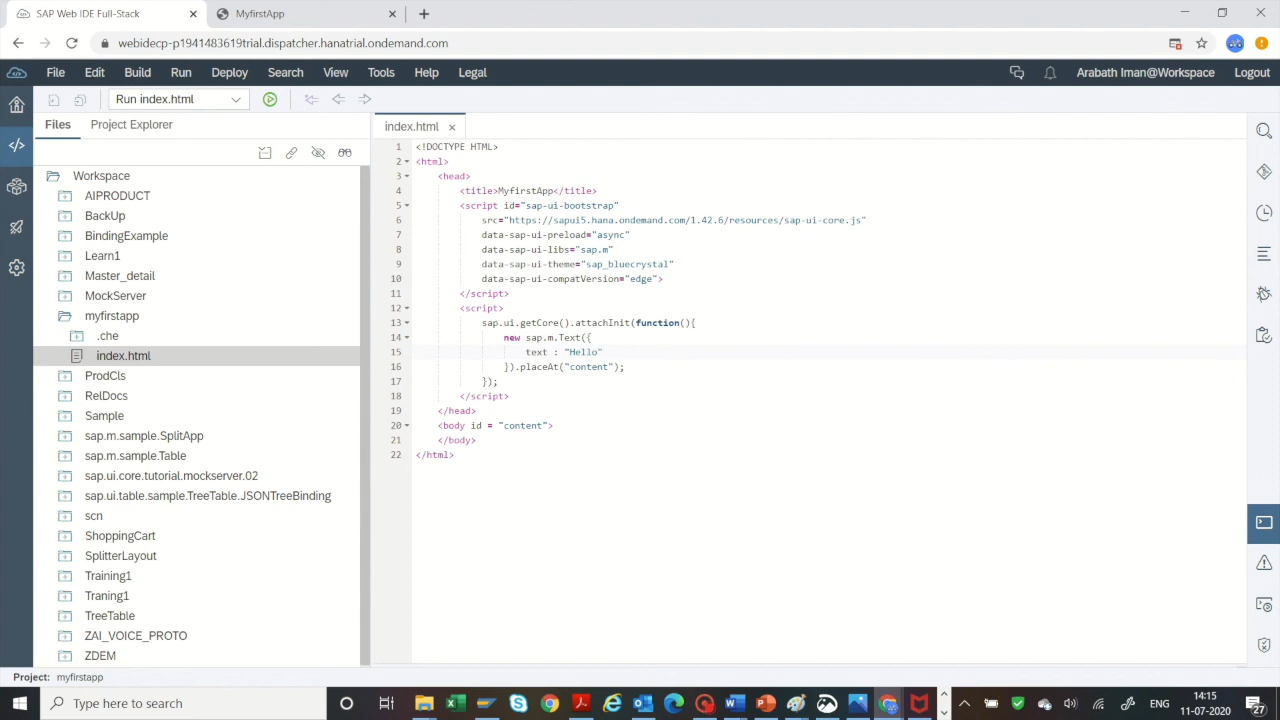 SAP Web IDE Full-Stack
MyfirstApp
webidecp-p1941483619trial.dispatcher.hanatrial.ondemand.com
File Edit Build Run Deploy Search View Tools Help Legal Arabath Iman@Workspace Logout
Run index.html
Files Project Explorer
index.html
Workspace
AIPRODUCT
BackUp
BindingExample
Learn1
Master_detail
MockServer
myfirstapp
.che
index.html
ProdCls
RelDocs
Sample
sap.m.sample.SplitApp
sap.m.sample.Table
sap.ui.core.tutorial.mockserver.02
sap.ui.table.sample.TreeTable.JSONTreeBinding
scn
ShoppingCart
SplitterLayout
Training1
Traning1
TreeTable
ZAI_VOICE_PROTO
ZDEM
1 <!DOCTYPE HTML>
2 <html>
3 <head>
4 <title>MyfirstApp</title>
5 <script id="sap-ui-bootstrap"
6 src="https://sapui5.hana.ondemand.com/1.42.6/resources/sap-ui-core.js"
7 data-sap-ui-preload="async"
8 data-sap-ui-libs="sap.m"
9 data-sap-ui-theme="sap_bluecrystal"
10 data-sap-ui-compatVersion="edge">
11 </script>
12 <script>
13 sap.ui.getCore().attachInit(function(){
14 new sap.m.Text({
15 text : "Hello"
16 }).placeAt("content");
17 });
18 </script>
19 </head>
20 <body id = "content">
21 </body>
22 </html>
Project: myfirstapp
Type here to search
ENG
14:15
11-07-2020
27